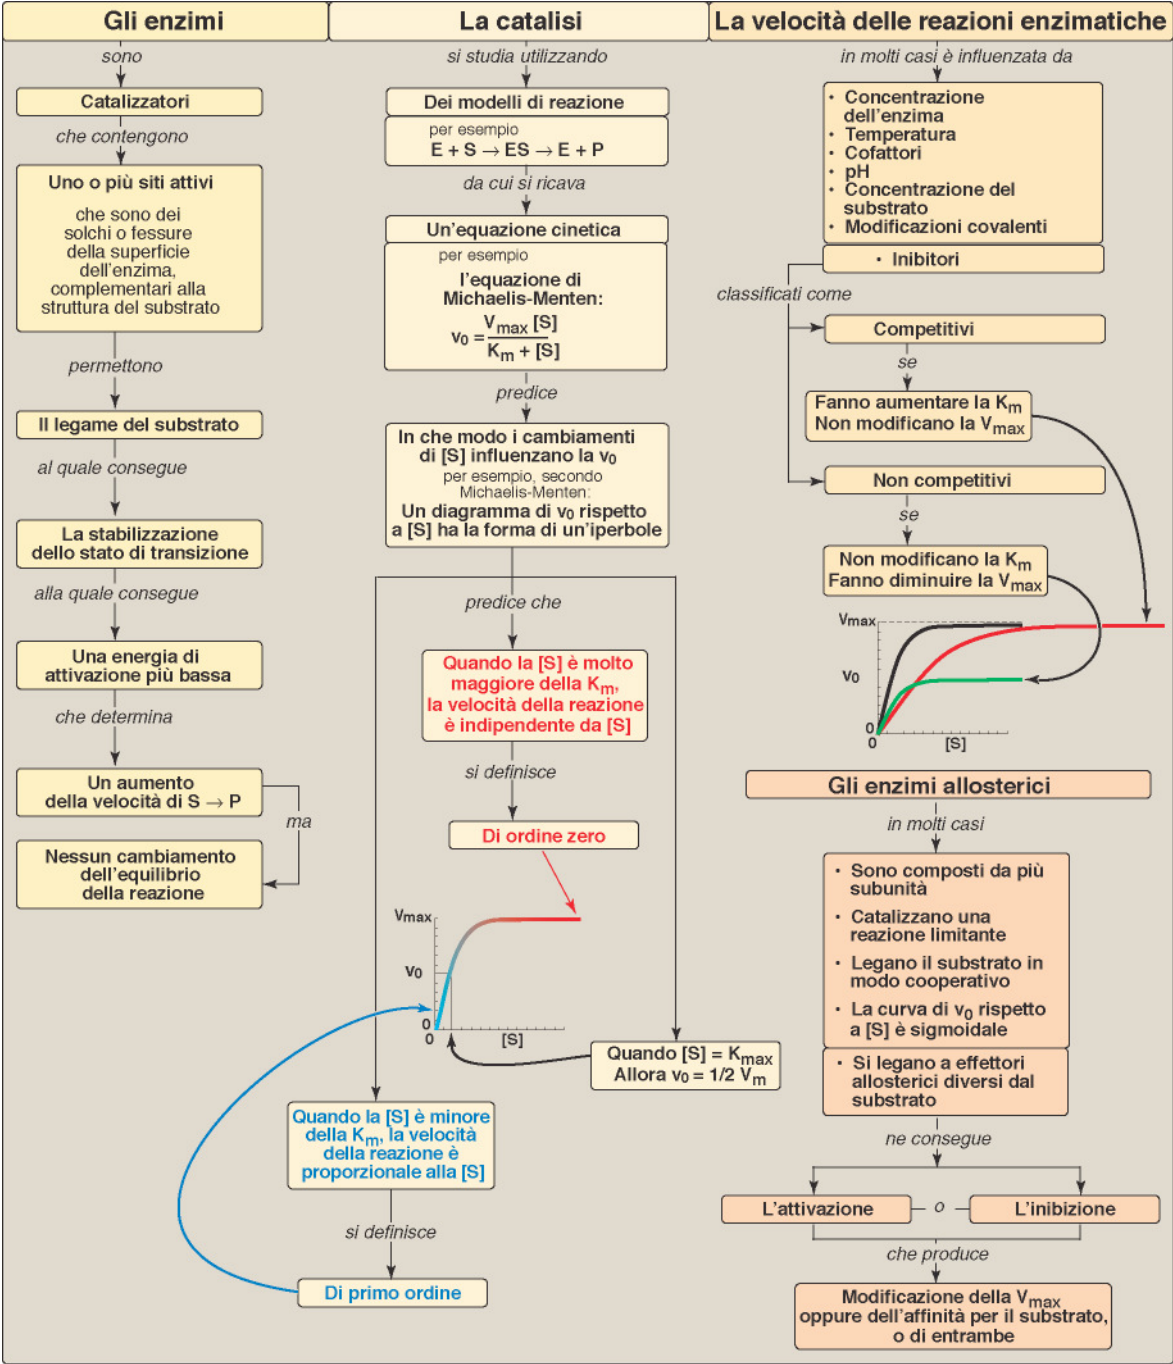 Gli enzimi
sono
Catalizzatori
che contengono
Uno o più siti attivi
che sono dei
solchi o fessure
della superficie
dell'enzima,
complementari alla
struttura del substrato
permettono
Il legame del substrato
al quale consegue
La stabilizzazione
dello stato di transizione
alla quale consegue
Una energia di
attivazione più bassa
che determina
Un aumento
della velocità di S → P
ma
Nessun cambiamento
dell'equilibrio
della reazione
La catalisi
si studia utilizzando
Dei modelli di reazione
per esempio
E + S → ES → E + P
da cui si ricava
Un'equazione cinetica
per esempio
l'equazione di
Michaelis-Menten:
v0 = Vmax [S]
Km + [S]
predice
In che modo i cambiamenti
di [S] influenzano la v0
per esempio, secondo
Michaelis-Menten:
Un diagramma di v0 rispetto
a [S] ha la forma di un'iperbole
predice che
Quando la [S] è molto
maggiore della Km,
la velocità della reazione
è indipendente da [S]
si definisce
Di ordine zero
Vmax
v0
0
0
[S]
Quando [S] = Kmax
Allora v0 = 1/2 Vm
Quando la [S] è minore
della Km, la velocità
della reazione è
proporzionale alla [S]
si definisce
Di primo ordine
La velocità delle reazioni enzimatiche
in molti casi è influenzata da
• Concentrazione
dell'enzima
• Temperatura
• Cofattori
• pH
• Concentrazione del
substrato
• Modificazioni covalenti
• Inibitori
classificati come
Competitivi
se
Fanno aumentare la Km
Non modificano la Vmax
Non competitivi
se
Non modificano la Km
Fanno diminuire la Vmax
Vmax
v0
0
0
[S]
Gli enzimi allosterici
in molti casi
• Sono composti da più
subunità
• Catalizzano una
reazione limitante
• Legano il substrato in
modo cooperativo
• La curva di v0 rispetto
a [S] è sigmoidale
• Si legano a effettori
allosterici diversi dal
substrato
ne consegue
L'attivazione
o
L'inibizione
che produce
Modificazione della Vmax
oppure dell'affinità per il substrato,
o di entrambe